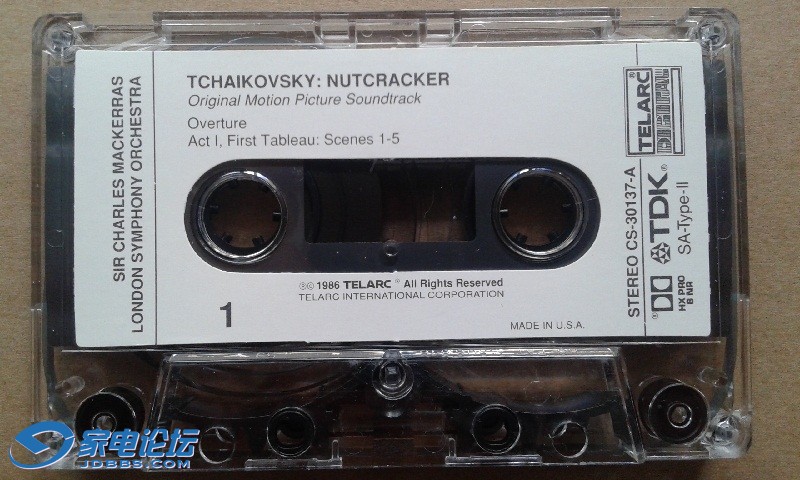 TCHAIKOVSKY: NUTCRACKER
Original Motion Picture Soundtrack
Overture
Act I, First Tableau: Scenes 1-5
SIR CHARLES MACKERRAS
LONDON SYMPHONY ORCHESTRA
TELARC
DIGITAL
STEREO CS-30137-A
TDK®
SA-Type-II
HX PRO
B NR
℗© 1986 TELARC® All Rights Reserved
TELARC INTERNATIONAL CORPORATION
1
MADE IN U.S.A.
家电论坛
JDBBS.COM